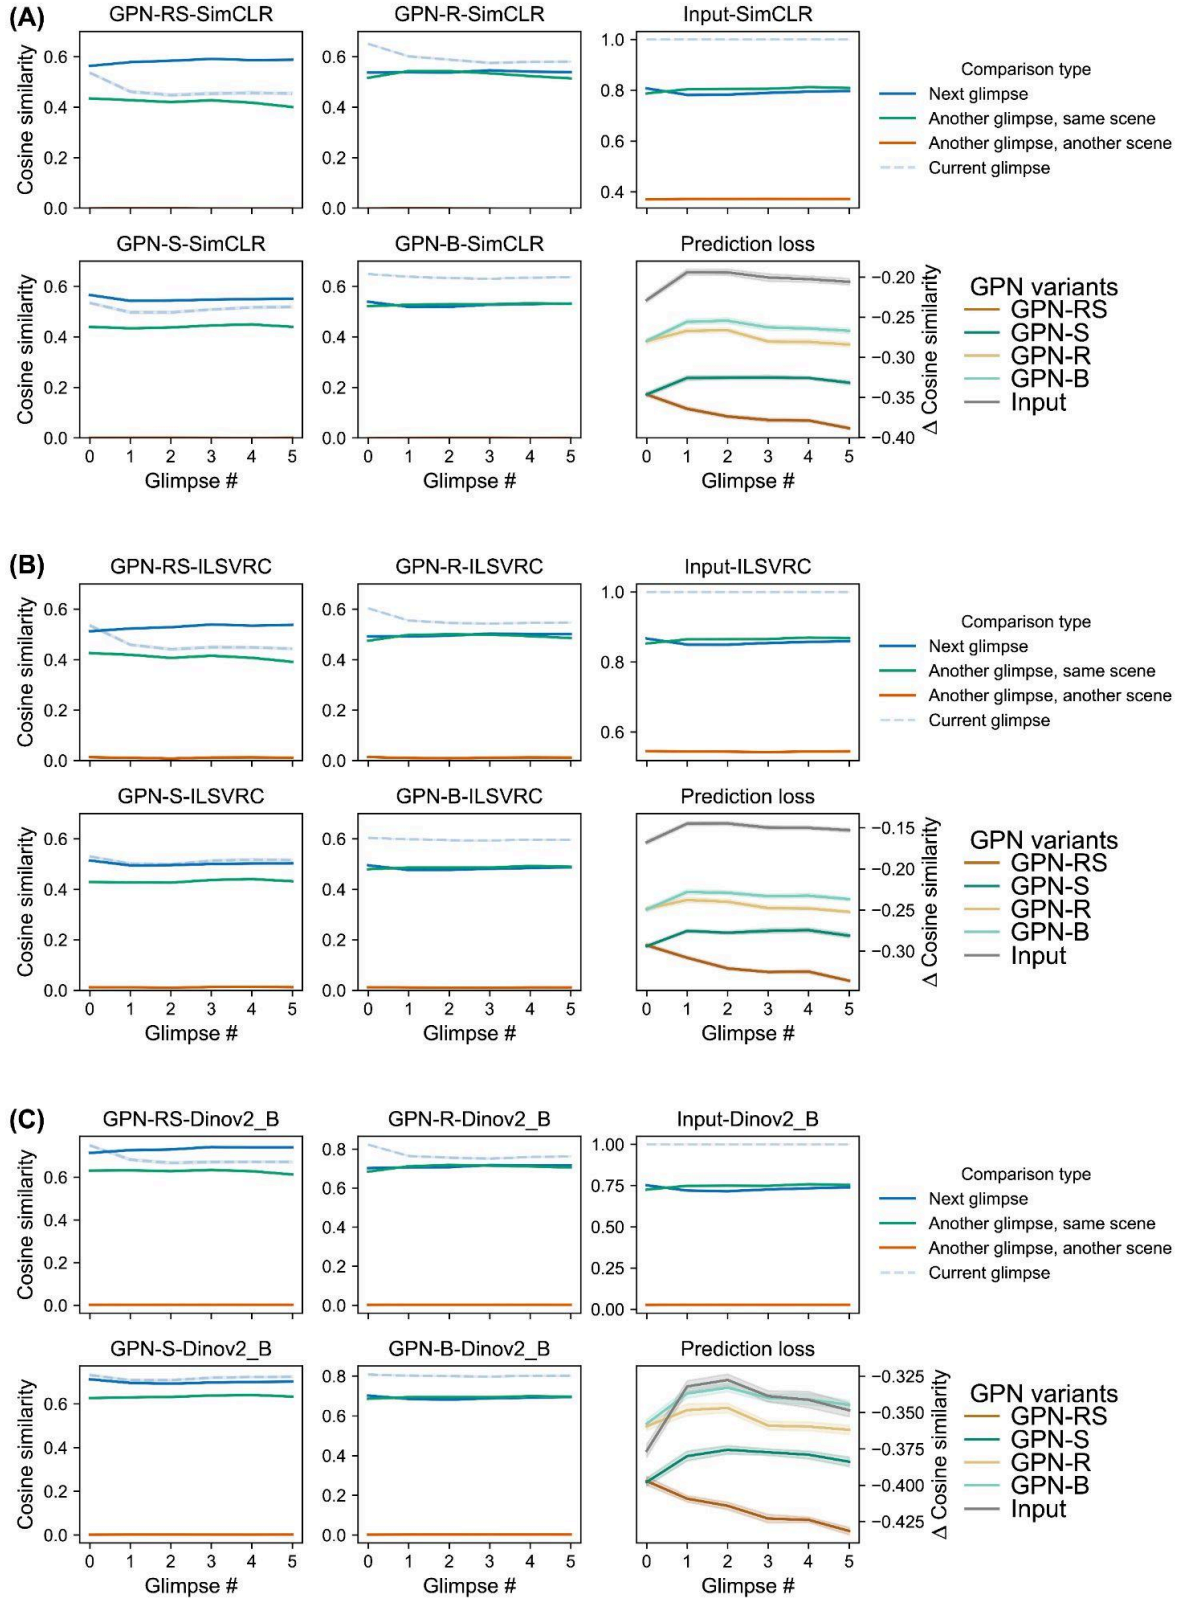 (A)
GPN-RS-SimCLR
GPN-R-SimCLR
Input-SimCLR
Cosine similarity
0.6
0.4
0.2
0.0
0.6
0.4
0.2
0.0
1.0
0.8
0.6
0.4
Comparison type
Next glimpse
Another glimpse, same scene
Another glimpse, another scene
Current glimpse
GPN-S-SimCLR
GPN-B-SimCLR
Prediction loss
Cosine similarity
0.6
0.4
0.2
0.0
0 1 2 3 4 5
Glimpse #
0.6
0.4
0.2
0.0
0 1 2 3 4 5
Glimpse #
−0.20
−0.25
−0.30
−0.35
−0.40
Δ Cosine similarity
0 1 2 3 4 5
Glimpse #
GPN variants
GPN-RS
GPN-S
GPN-R
GPN-B
Input
(B)
GPN-RS-ILSVRC
GPN-R-ILSVRC
Input-ILSVRC
Cosine similarity
0.6
0.4
0.2
0.0
0.6
0.4
0.2
0.0
1.0
0.8
0.6
Comparison type
Next glimpse
Another glimpse, same scene
Another glimpse, another scene
Current glimpse
GPN-S-ILSVRC
GPN-B-ILSVRC
Prediction loss
Cosine similarity
0.6
0.4
0.2
0.0
0 1 2 3 4 5
Glimpse #
0.6
0.4
0.2
0.0
0 1 2 3 4 5
Glimpse #
−0.15
−0.20
−0.25
−0.30
Δ Cosine similarity
0 1 2 3 4 5
Glimpse #
GPN variants
GPN-RS
GPN-S
GPN-R
GPN-B
Input
(C)
GPN-RS-Dinov2_B
GPN-R-Dinov2_B
Input-Dinov2_B
Cosine similarity
0.6
0.4
0.2
0.0
0.8
0.6
0.4
0.2
0.0
1.00
0.75
0.50
0.25
0.00
Comparison type
Next glimpse
Another glimpse, same scene
Another glimpse, another scene
Current glimpse
GPN-S-Dinov2_B
GPN-B-Dinov2_B
Prediction loss
Cosine similarity
0.6
0.4
0.2
0.0
0 1 2 3 4 5
Glimpse #
0.8
0.6
0.4
0.2
0.0
0 1 2 3 4 5
Glimpse #
−0.325
−0.350
−0.375
−0.400
−0.425
Δ Cosine similarity
0 1 2 3 4 5
Glimpse #
GPN variants
GPN-RS
GPN-S
GPN-R
GPN-B
Input